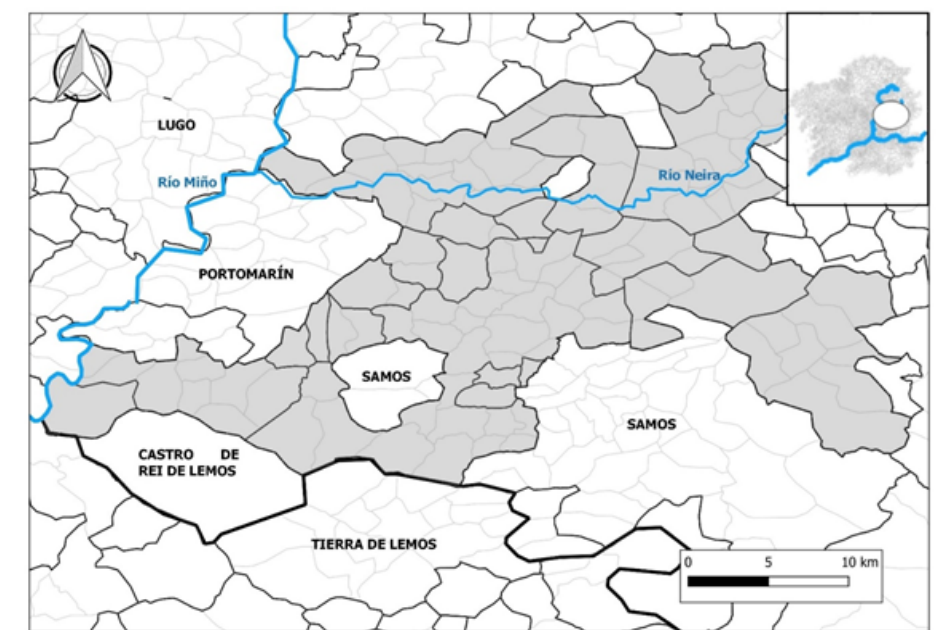 LUGO
Río Miño
Río Neira
PORTOMARÍN
SAMOS
SAMOS
CASTRO DE
REI DE LEMOS
TIERRA DE LEMOS
0 5 10 km